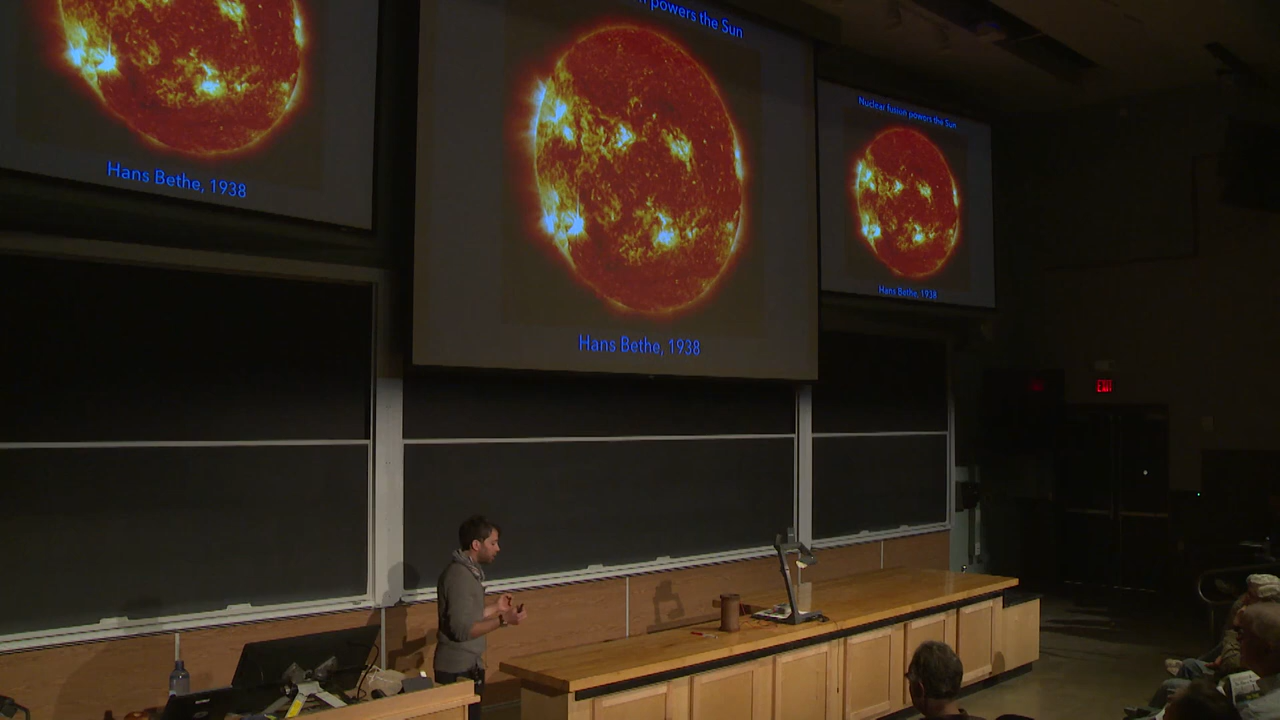 n powers the Sun
Hans Bethe, 1938
Hans Bethe, 1938
Nuclear fusion powers the Sun
Hans Bethe, 1938
EXIT